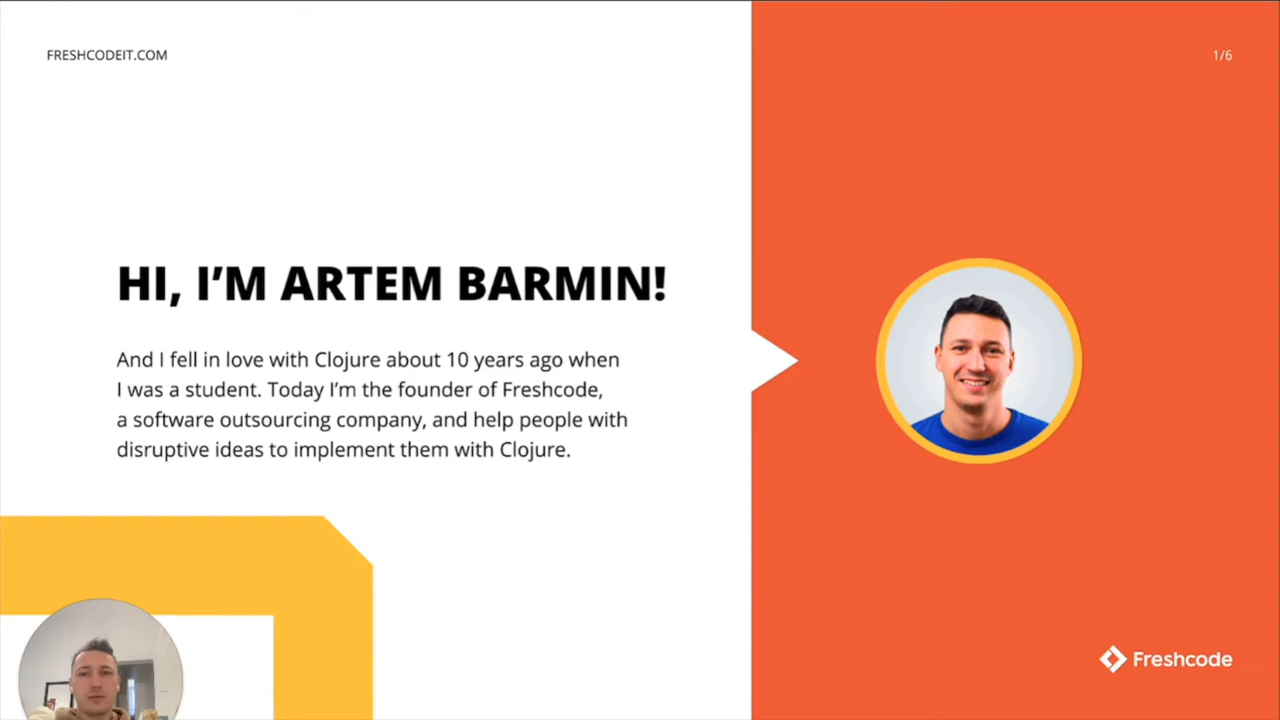 FRESHCODEIT.COM
1/6
HI, I’M ARTEM BARMIN!
And I fell in love with Clojure about 10 years ago when
I was a student. Today I’m the founder of Freshcode,
a software outsourcing company, and help people with
disruptive ideas to implement them with Clojure.
Freshcode